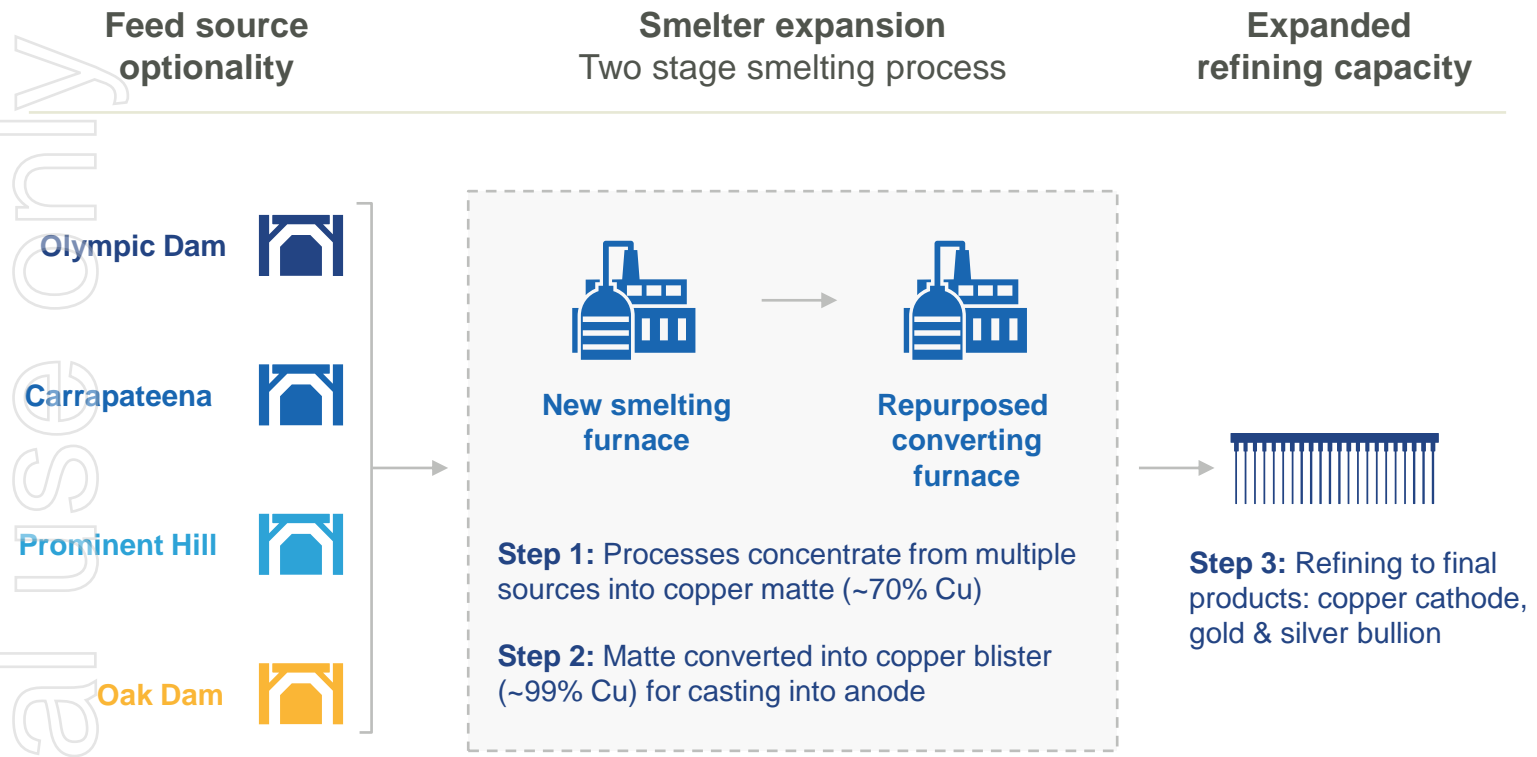 Feed source
optionality
Smelter expansion
Two stage smelting process
Expanded
refining capacity
Olympic Dam
Carrapateena
Prominent Hill
Oak Dam
New smelting
furnace
Repurposed
converting
furnace
Step 1: Processes concentrate from multiple
sources into copper matte (~70% Cu)
Step 2: Matte converted into copper blister
(~99% Cu) for casting into anode
Step 3: Refining to final
products: copper cathode,
gold & silver bullion
al use only